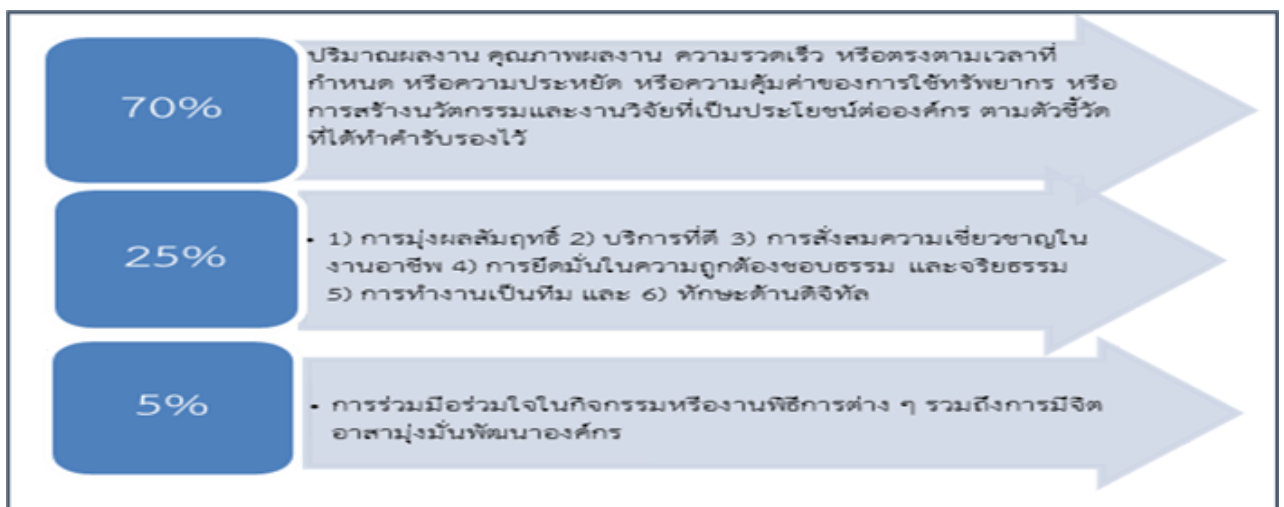 70%
ปริมาณผลงาน คุณภาพผลงาน ความรวดเร็ว หรือตรงตามเวลาที่
กำหนด หรือความประหยัด หรือความคุ้มค่าของการใช้ทรัพยากร หรือ
การสร้างนวัตกรรมและงานวิจัยที่เป็นประโยชน์ต่อองค์กร ตามตัวชี้วัด
ที่ได้ทำคำรับรองไว้
25%
• 1) การมุ่งผลสัมฤทธิ์ 2) บริการที่ดี 3) การสั่งสมความเชี่ยวชาญใน
งานอาชีพ 4) การยึดมั่นในความถูกต้องชอบธรรม และจริยธรรม
5) การทำงานเป็นทีม และ 6) ทักษะด้านดิจิทัล
5%
• การร่วมมือร่วมใจในกิจกรรมหรืองานพิธีการต่าง ๆ รวมถึงการมีจิต
อาสามุ่งมั่นพัฒนาองค์กร